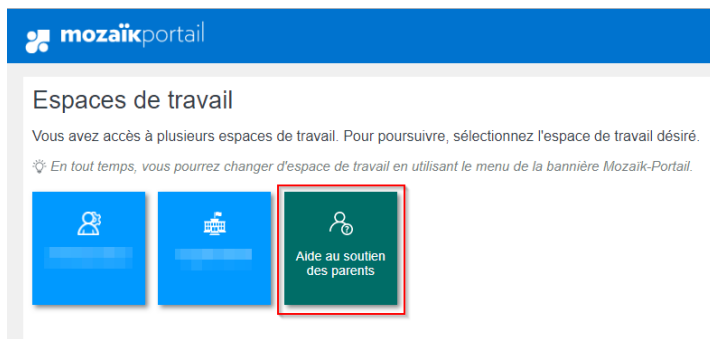 mozaïkportail
Espaces de travail
Vous avez accès à plusieurs espaces de travail. Pour poursuivre, sélectionnez l'espace de travail désiré.
En tout temps, vous pourrez changer d'espace de travail en utilisant le menu de la bannière Mozaïk-Portail.
Aide au soutien
des parents